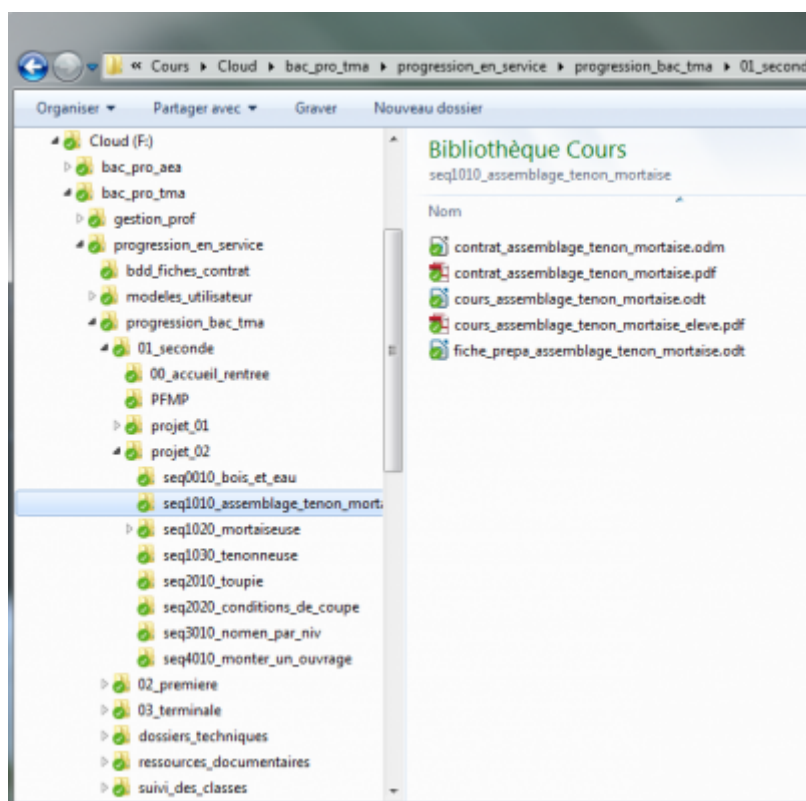 « Cours ▸ Cloud ▸ bac_pro_tma ▸ progression_en_service ▸ progression_bac_tma ▸ 01_second
Organiser Partager avec Graver Nouveau dossier
Cloud (F:)
bac_pro_aea
bac_pro_tma
gestion_prof
progression_en_service
bdd_fiches_contrat
modeles_utilisateur
progression_bac_tma
01_seconde
00_accueil_rentree
PFMP
projet_01
projet_02
seq0010_bois_et_eau
seq1010_assemblage_tenon_morta
seq1020_mortaiseuse
seq1030_tenonneuse
seq2010_toupie
seq2020_conditions_de_coupe
seq3010_nomen_par_niv
seq4010_monter_un_ouvrage
02_premiere
03_terminale
dossiers_techniques
ressources_documentaires
suivi_des_classes
Bibliothèque Cours
seq1010_assemblage_tenon_mortaise
Nom
contrat_assemblage_tenon_mortaise.odm
contrat_assemblage_tenon_mortaise.pdf
cours_assemblage_tenon_mortaise.odt
cours_assemblage_tenon_mortaise_eleve.pdf
fiche_prepa_assemblage_tenon_mortaise.odt